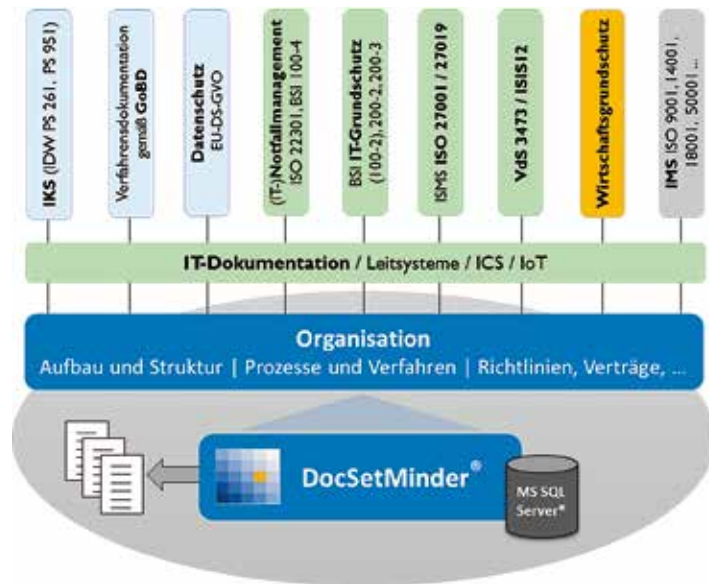 IKS (IDW PS 261, PS 951)
Verfahrensdokumentation
gemäß GoBD
Datenschutz
EU-DS-GVO
(IT-)Notfallmanagement
ISO 22301, BSI 100-4
BSI IT-Grundschutz
(100-2), 200-2, 200-3
ISMS ISO 27001 / 27019
VdS 3473 / ISIS12
Wirtschaftsgrundschutz
IMS ISO 9001, 14001,
18001, 50001 ...
IT-Dokumentation / Leitsysteme / ICS / IoT
Organisation
Aufbau und Struktur | Prozesse und Verfahren | Richtlinien, Verträge, ...
DocSetMinder®
MS SQL
Server®